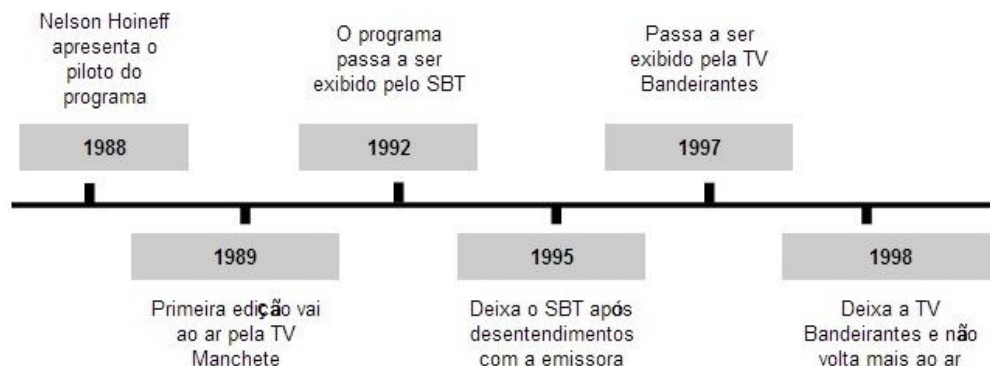 Nelson Hoineff
apresenta o
piloto do
programa
1988
O programa
passa a ser
exibido pelo SBT
1992
Passa a ser
exibido pela TV
Bandeirantes
1997
1989
Primeira edição vai
ao ar pela TV
Manchete
1995
Deixa o SBT após
desentendimentos
com a emissora
1998
Deixa a TV
Bandeirantes e não
volta mais ao ar